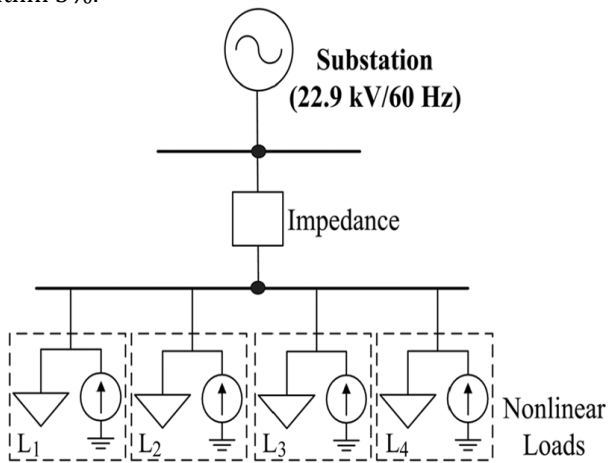 Substation
(22.9 kV/60 Hz)
Impedance
L1 L2 L3 L4
Nonlinear
Loads